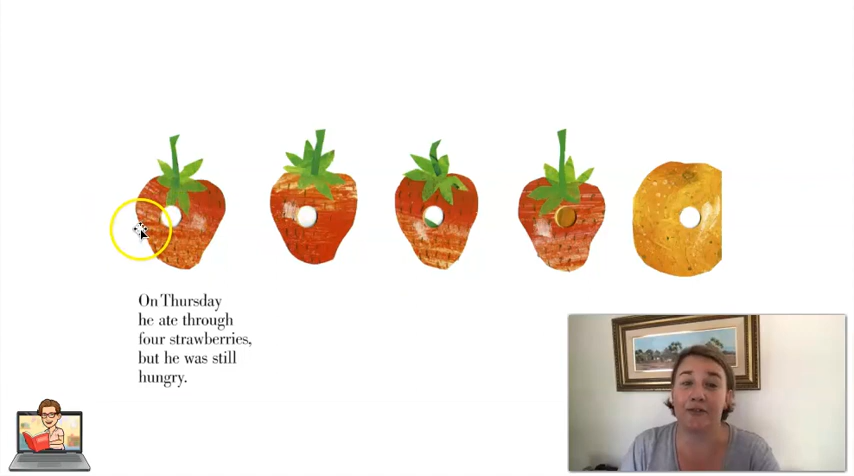 On Thursday
he ate through
four strawberries,
but he was still
hungry.